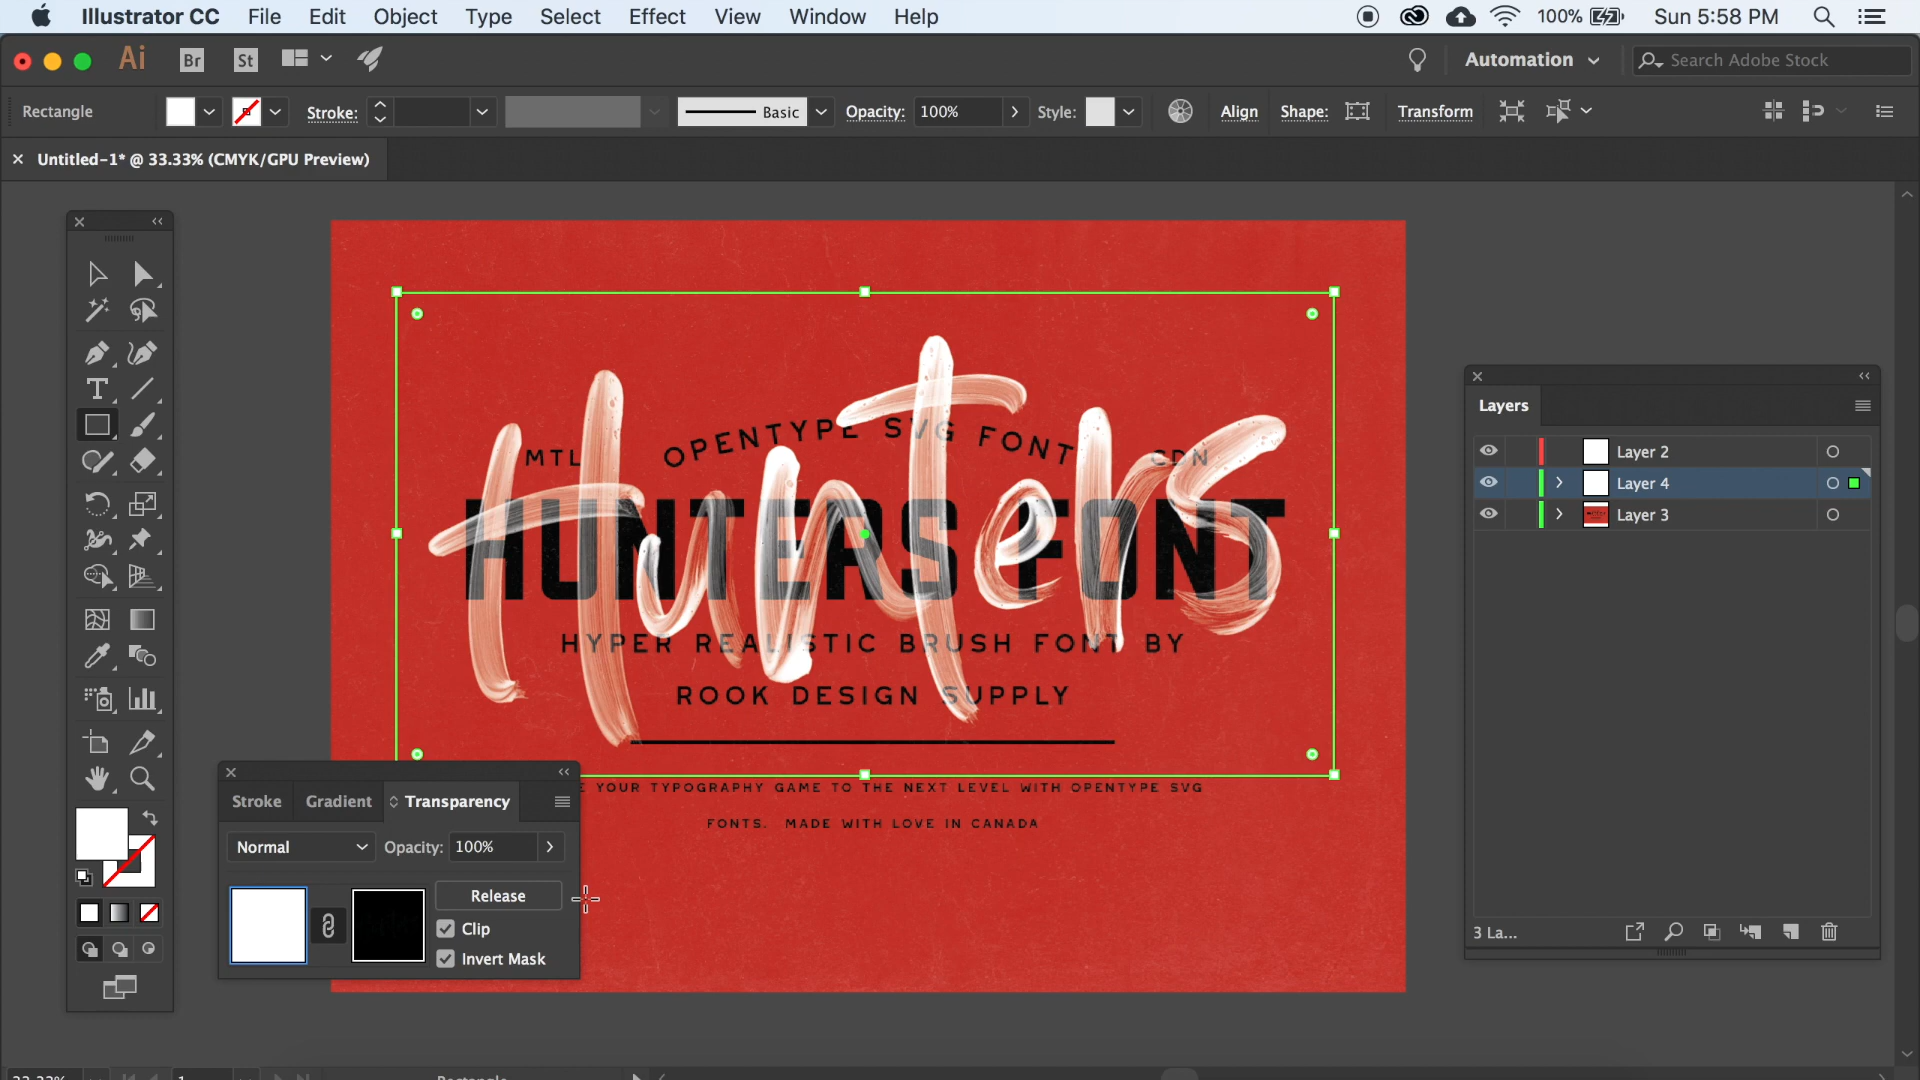 Illustrator CC File Edit Object Type Select Effect View Window Help 100% Sun 5:58 PM
Ai Br St Automation Search Adobe Stock
Rectangle Stroke: Basic Opacity: 100% Style: Align Shape: Transform
Untitled-1* @ 33.33% (CMYK/GPU Preview)
Hunters
MTL OPENTYPE SVG FONT CDN
HUNTERS FONT
HYPER REALISTIC BRUSH FONT BY
ROOK DESIGN SUPPLY
YOUR TYPOGRAPHY GAME TO THE NEXT LEVEL WITH OPENTYPE SVG
FONTS. MADE WITH LOVE IN CANADA
Stroke Gradient Transparency
Normal Opacity: 100%
Release
Clip
Invert Mask
Layers
Layer 2
Layer 4
Layer 3
3 La...